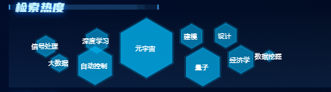 检索热度
元宇宙
建模
设计
信号处理
深度学习
大数据
自动控制
量子
经济学
数据挖掘